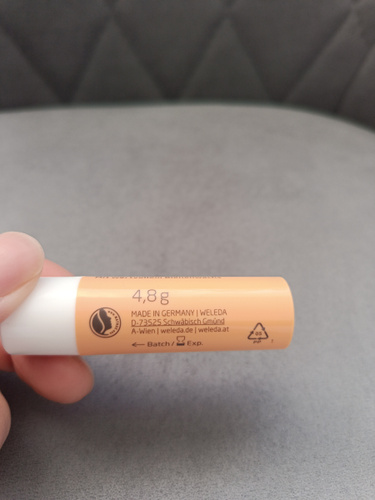 4,8g
MADE IN GERMANY | WELEDA
D-73525 Schwäbisch Gmünd
A-Wien | weleda.de | weleda.at
← Batch / Exp.